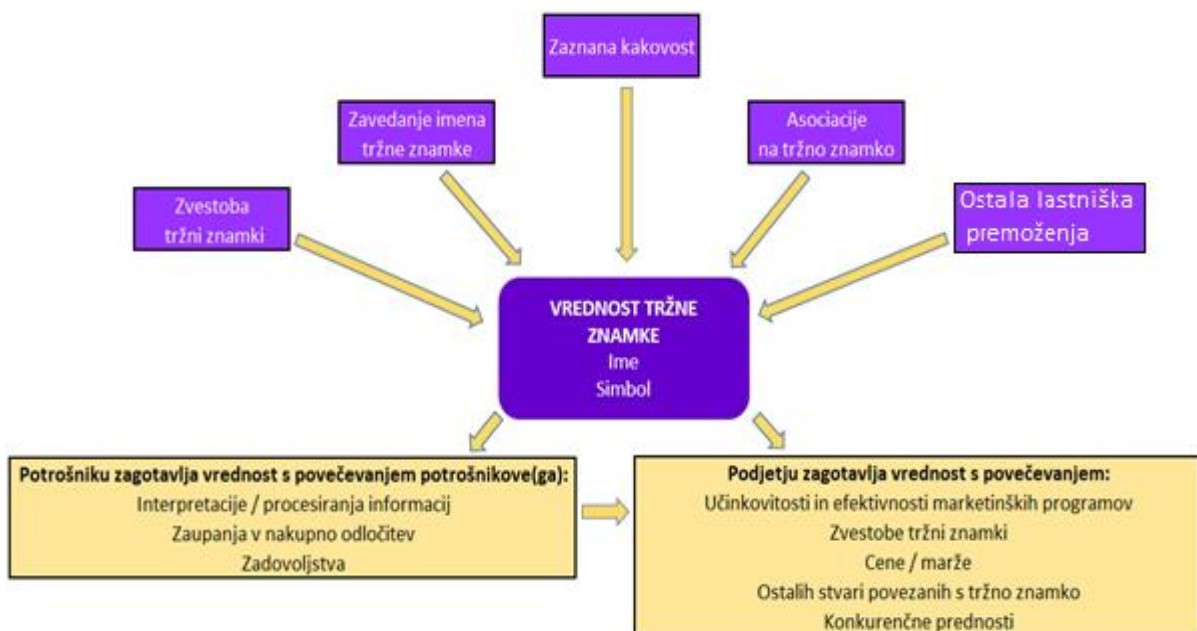 Zaznana kakovost
Zavedanje imena
tržne znamke
Asociacije
na tržno znamko
Zvestoba
tržni znamki
Ostala lastniška
premoženja
VREDNOST TRŽNE
ZNAMKE
Ime
Simbol
Potrošniku zagotavlja vrednost s povečevanjem potrošnikove(ga):
Interpretacije / procesiranja informacij
Zaupanja v nakupno odločitev
Zadovoljstva
Podjetju zagotavlja vrednost s povečevanjem:
Učinkovitosti in efektivnosti marketinških programov
Zvestobe tržni znamki
Cene / marže
Ostalih stvari povezanih s tržno znamko
Konkurenčne prednosti